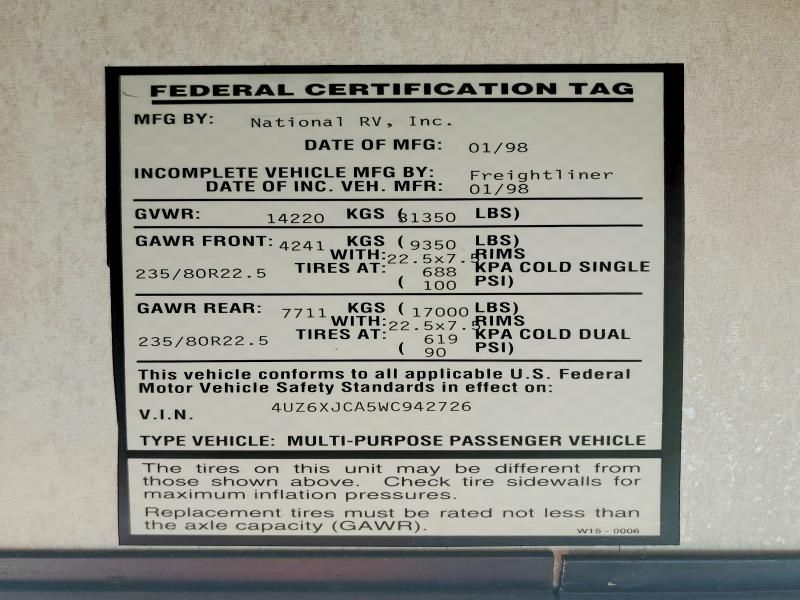 FEDERAL CERTIFICATION TAG
MFG BY: National RV, Inc.
DATE OF MFG: 01/98
INCOMPLETE VEHICLE MFG BY: Freightliner
DATE OF INC. VEH. MFR: 01/98
GVWR: 14220 KGS ( 31350 LBS)
GAWR FRONT: 4241 KGS ( 9350 LBS)
WITH: 22.5x7.5 RIMS
235/80R22.5 TIRES AT: 688 KPA COLD SINGLE
( 100 PSI)
GAWR REAR: 7711 KGS ( 17000 LBS)
WITH: 22.5x7.5 RIMS
235/80R22.5 TIRES AT: 619 KPA COLD DUAL
( 90 PSI)
This vehicle conforms to all applicable U.S. Federal
Motor Vehicle Safety Standards in effect on:
V.I.N. 4UZ6XJCA5WC942726
TYPE VEHICLE: MULTI-PURPOSE PASSENGER VEHICLE
The tires on this unit may be different from
those shown above. Check tire sidewalls for
maximum inflation pressures.
Replacement tires must be rated not less than
the axle capacity (GAWR).
W15 - 0006